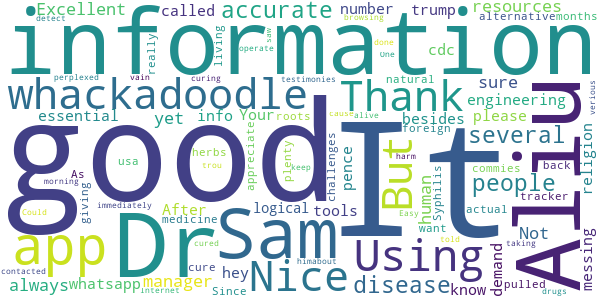 Excellent called accurate number trump resources
detect really living browsing saw done operate One alternative months
information
whackadoodle Thank cdc natural sure engineering
perplexed vain curing testimonies
essential yet info Your roots besides please verious
good It Aliu
usa herbs appreciate plenty keep challenges cause alive pence But foreign several religion
As morning giving immediately After medicine logical tools human harm Syphills people commies back
app Dr Sam Using Not actual tracker
Could trou want Easy told
always whatsapp manager cure hey Nice disease know demand pulled messing
contacted internet Since cured himabout taking drugs